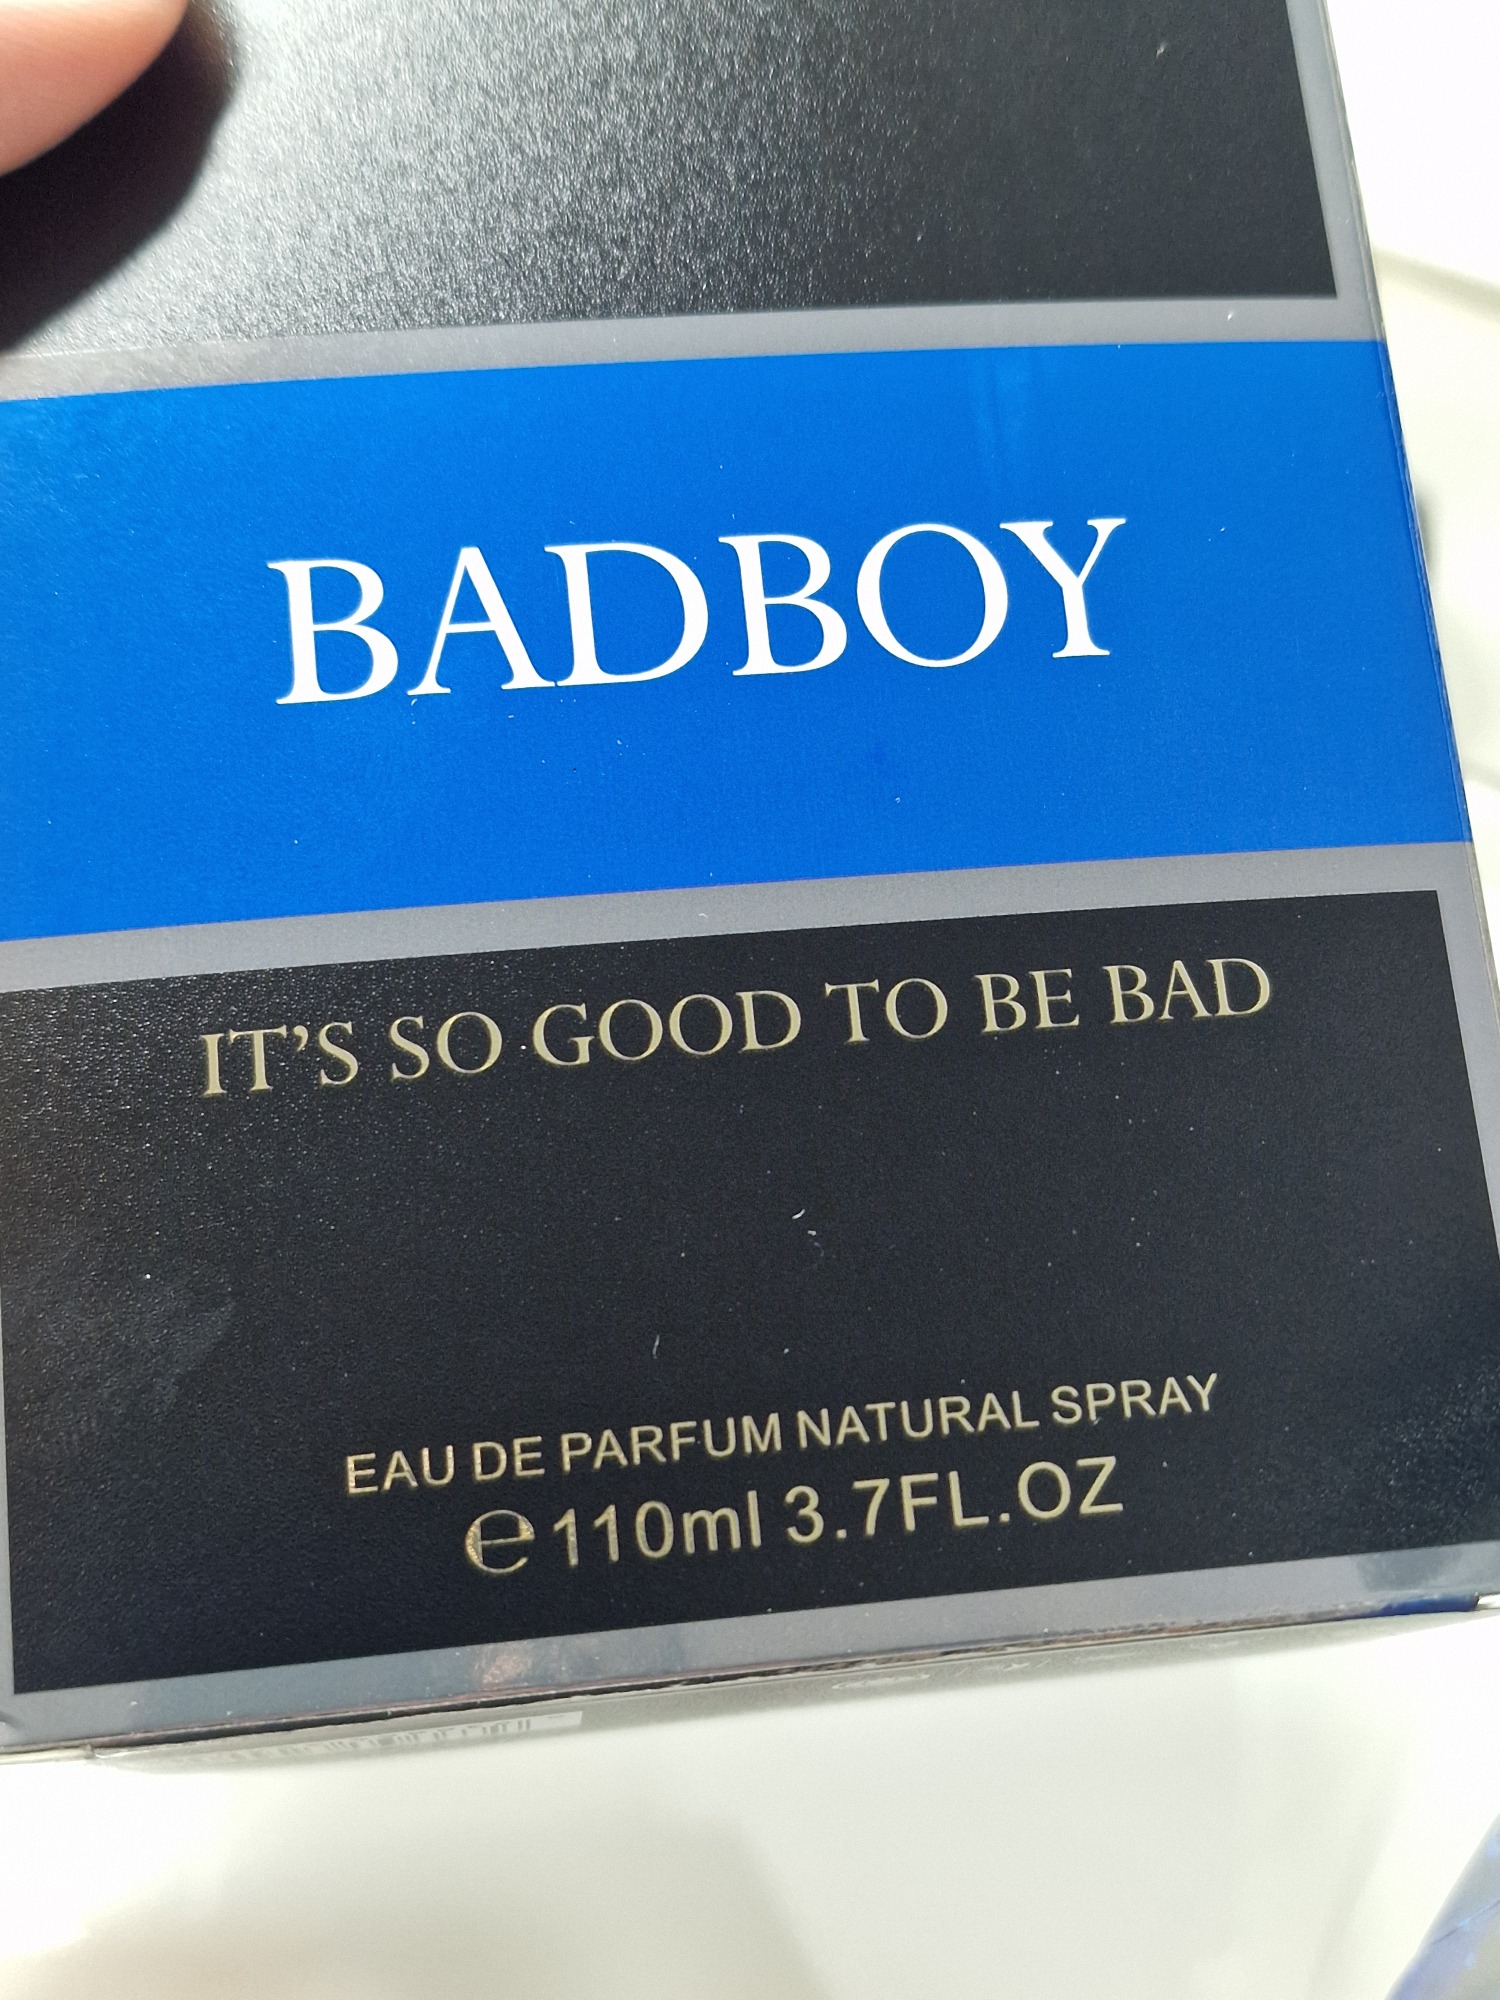 BADBOY
IT'S SO GOOD TO BE BAD
EAU DE PARFUM NATURAL SPRAY
℮110ml 3.7FL.OZ